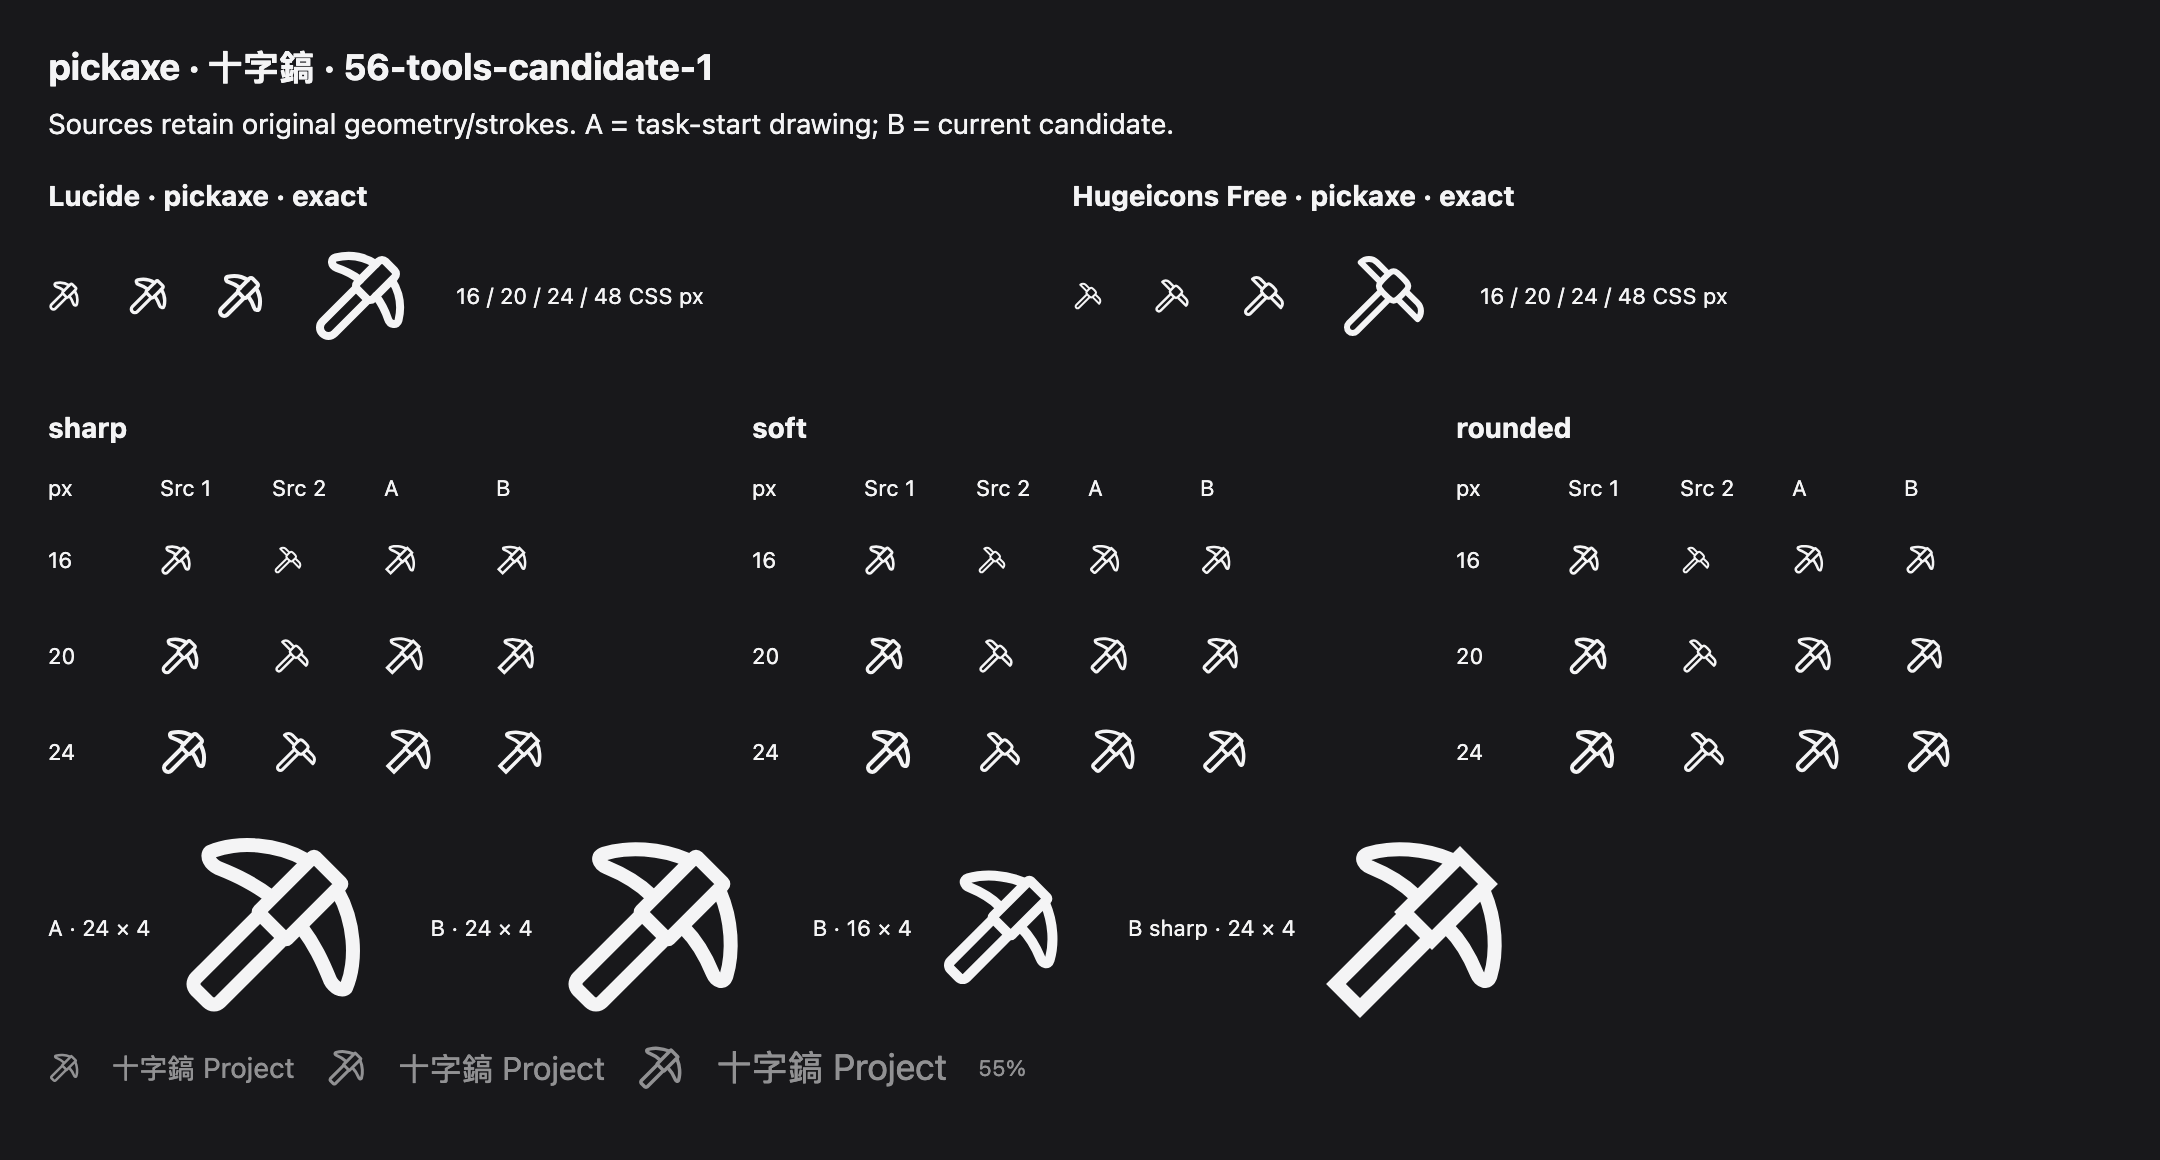 pickaxe · 十字鎬 · 56-tools-candidate-1
Sources retain original geometry/strokes. A = task-start drawing; B = current candidate.
Lucide · pickaxe · exact
16 / 20 / 24 / 48 CSS px
Hugeicons Free · pickaxe · exact
16 / 20 / 24 / 48 CSS px
sharp
px Src 1 Src 2 A B
16
20
24
soft
px Src 1 Src 2 A B
16
20
24
rounded
px Src 1 Src 2 A B
16
20
24
A · 24 × 4
B · 24 × 4
B · 16 × 4
B sharp · 24 × 4
十字鎬 Project 十字鎬 Project 十字鎬 Project 55%